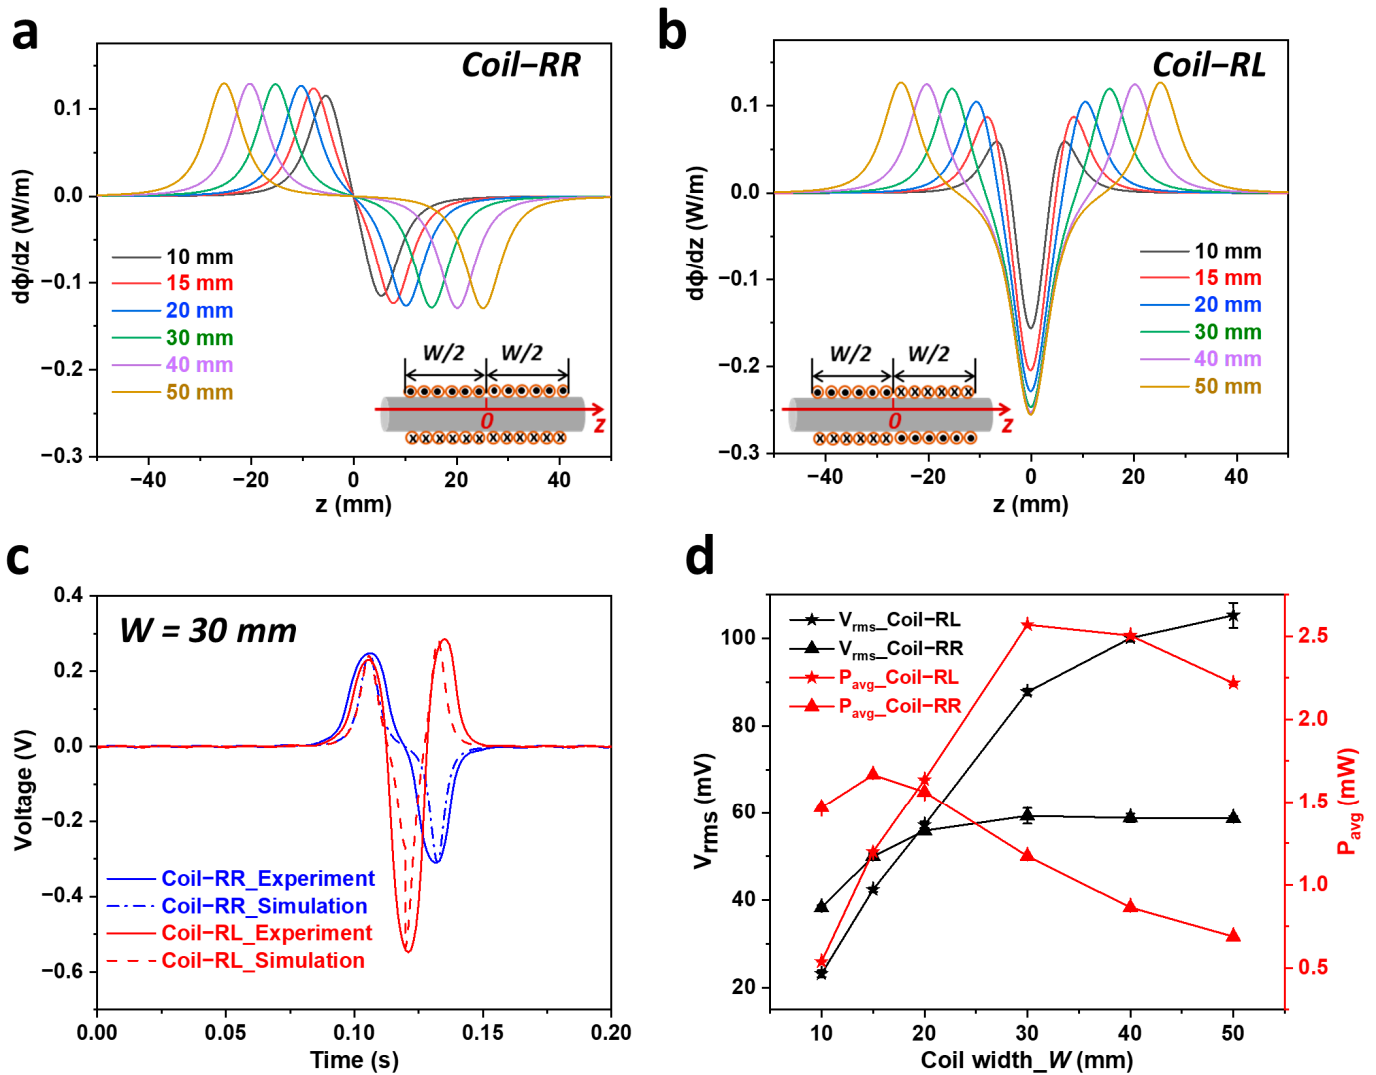 a
Coil−RR
0.1
0.0
−0.1
−0.2
−0.3
dϕ/dz (W/m)
10 mm
15 mm
20 mm
30 mm
40 mm
50 mm
W/2 W/2
0
z
−40 −20 0 20 40
z (mm)
b
Coil−RL
0.1
0.0
−0.1
−0.2
−0.3
dϕ/dz (W/m)
10 mm
15 mm
20 mm
30 mm
40 mm
50 mm
W/2 W/2
0
z
−40 −20 0 20 40
z (mm)
c
W = 30 mm
0.4
0.2
0.0
−0.2
−0.4
−0.6
Voltage (V)
Coil−RR_Experiment
Coil−RR_Simulation
Coil−RL_Experiment
Coil−RL_Simulation
0.00 0.05 0.10 0.15 0.20
Time (s)
d
Vrms_Coil−RL
Vrms_Coil−RR
Pavg_Coil−RL
Pavg_Coil−RR
100
80
60
40
20
Vrms (mV)
2.5
2.0
1.5
1.0
0.5
Pavg (mW)
10 20 30 40 50
Coil width_W (mm)